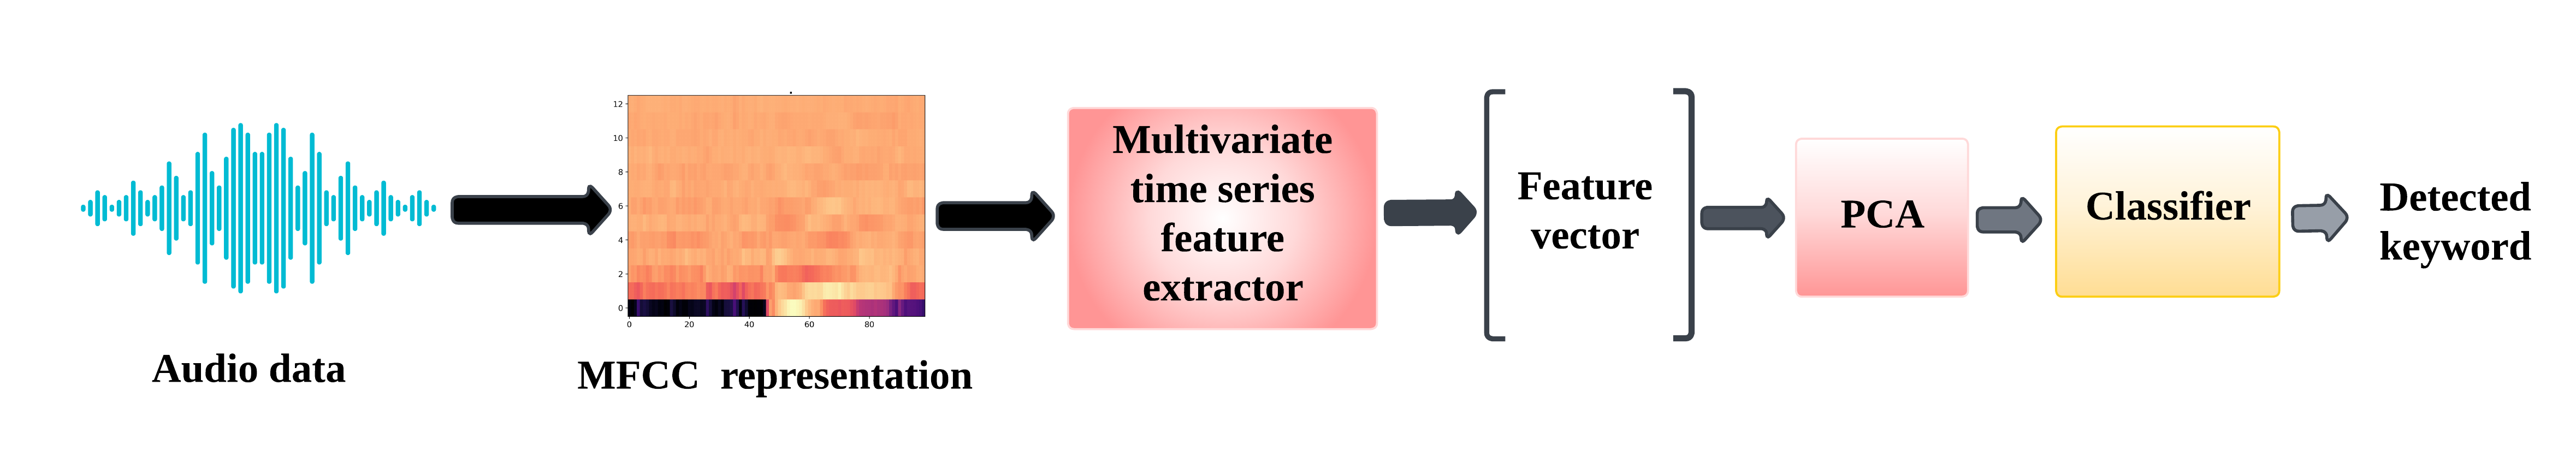 12
10
8
6
4
2
0
0 20 40 60 80
Audio data
MFCC representation
Multivariate
time series
feature
extractor
Feature
vector
PCA
Classifier
Detected
keyword